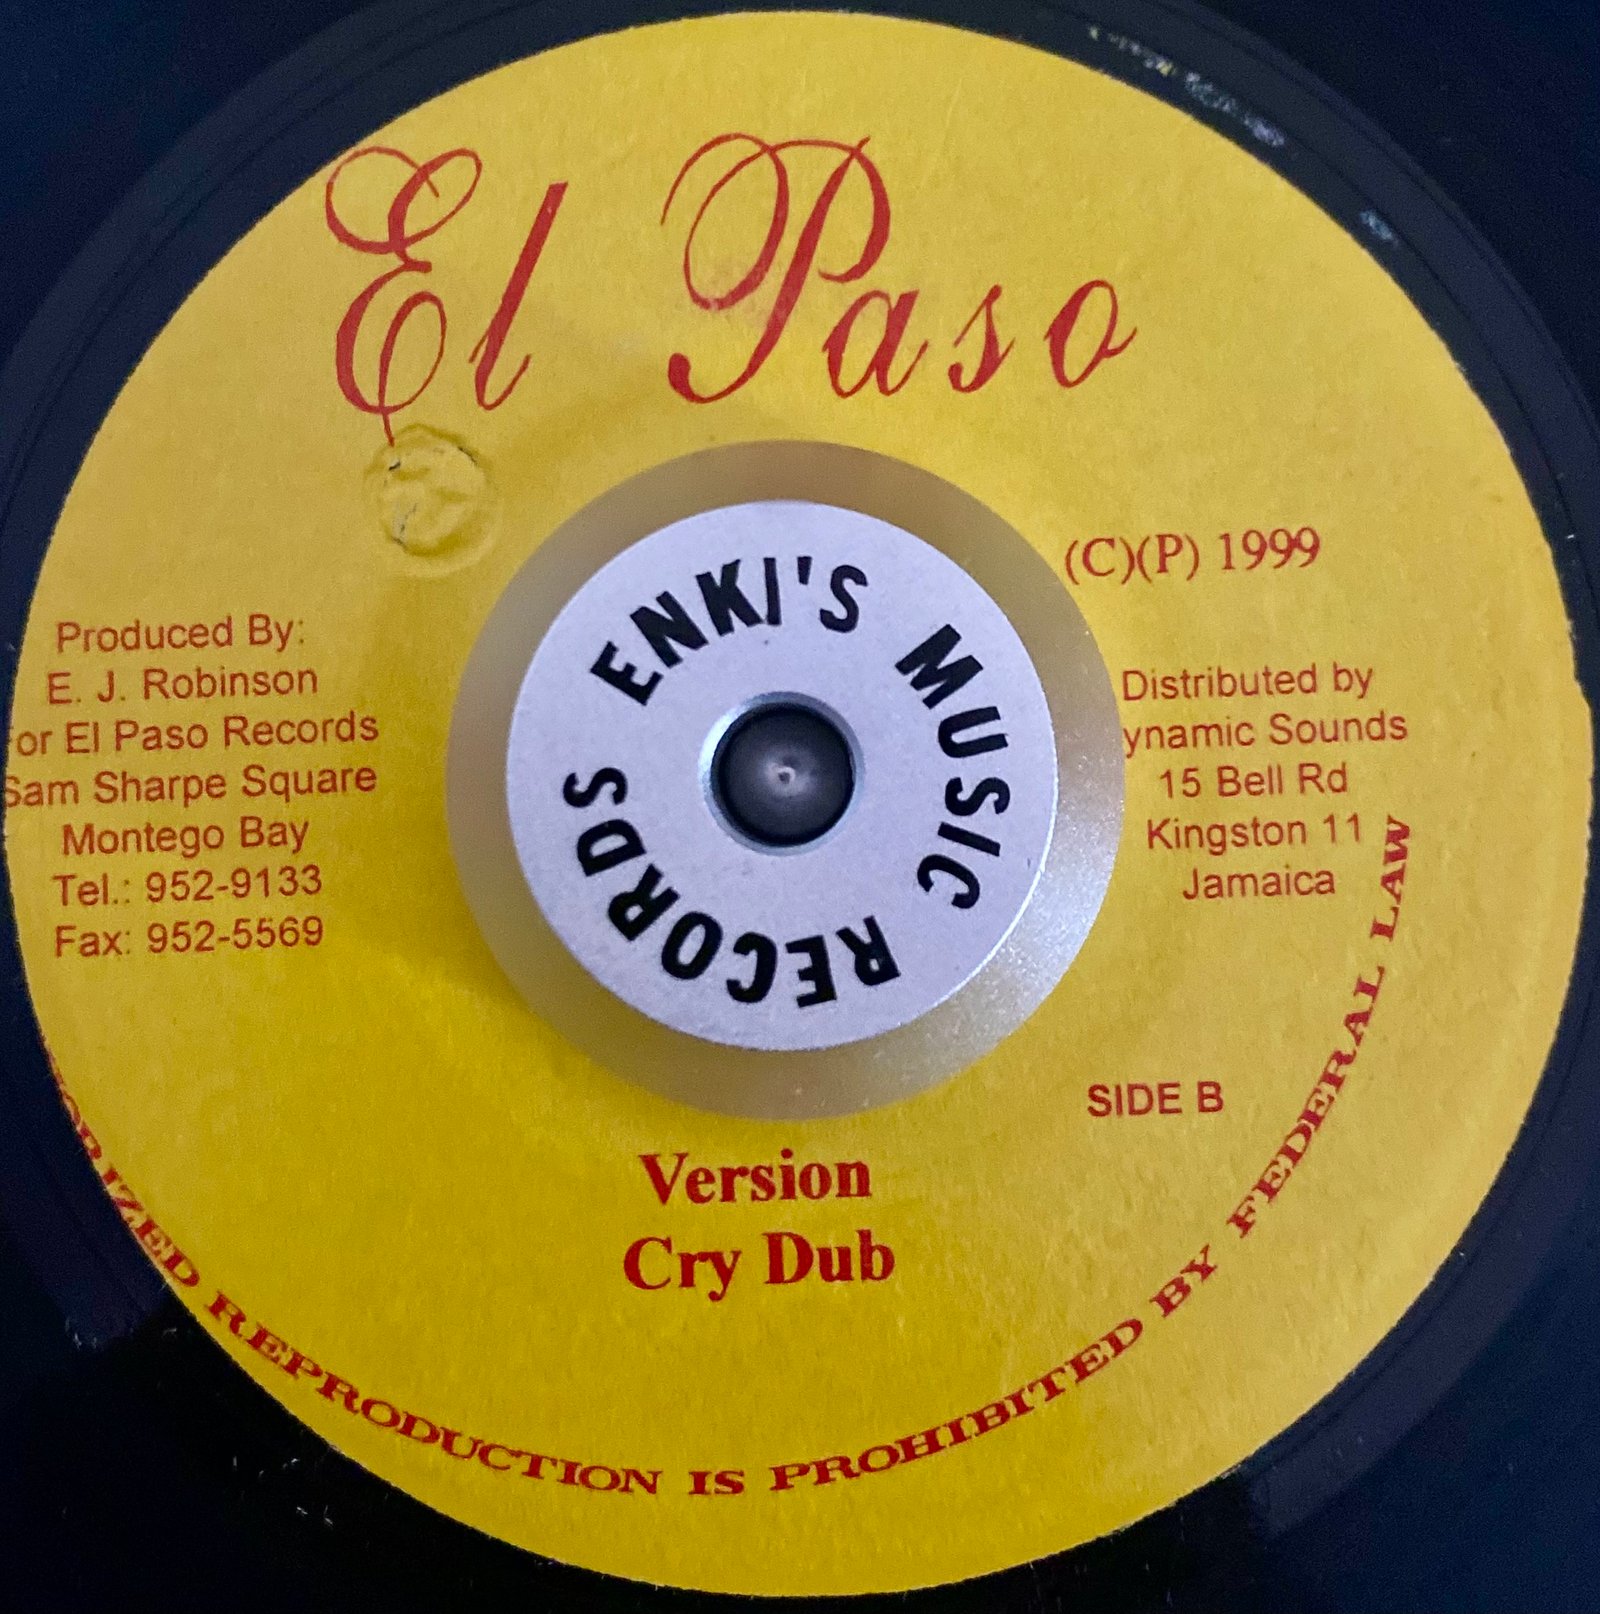 El Paso
(C)(P) 1999
Produced By:
E. J. Robinson
or El Paso Records
Sam Sharpe Square
Montego Bay
Tel.: 952-9133
Fax: 952-5569
ENKI'S MUSIC RECORDS
Distributed by
ynamic Sounds
15 Bell Rd
Kingston 11
Jamaica
SIDE B
Version
Cry Dub
ORIZED REPRODUCTION IS PROHIBITED BY FEDERAL LAW